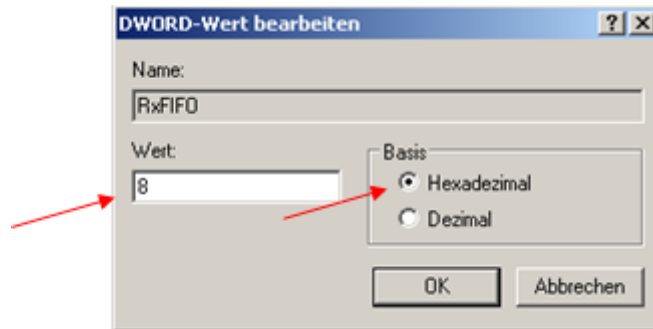 DWORD-Wert bearbeiten
Name:
RxFIFO
Wert:
8
Basis
Hexadezimal
Dezimal
OK
Abbrechen